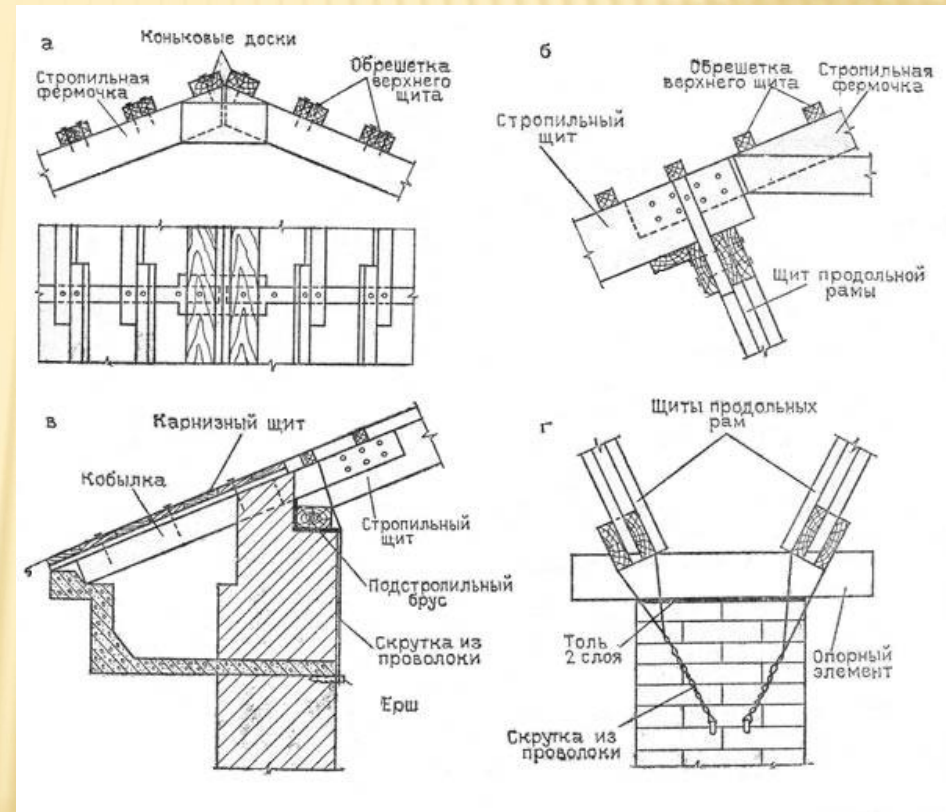 а
Коньковые доски
Стропильная
фермочка
Обрешетка
верхнего
щита
б
Обрешетка
верхнего щита
Стропильная
фермочка
Стропильный
щит
Щит продольной
рамы
в
Карнизный щит
Кобылка
Стропильный
щит
Подстропильный
брус
Скрутка из
проволоки
Ерш
г
Щиты продольных
рам
Толь
2 слоя
Опорный
элемент
Скрутка из
проволоки